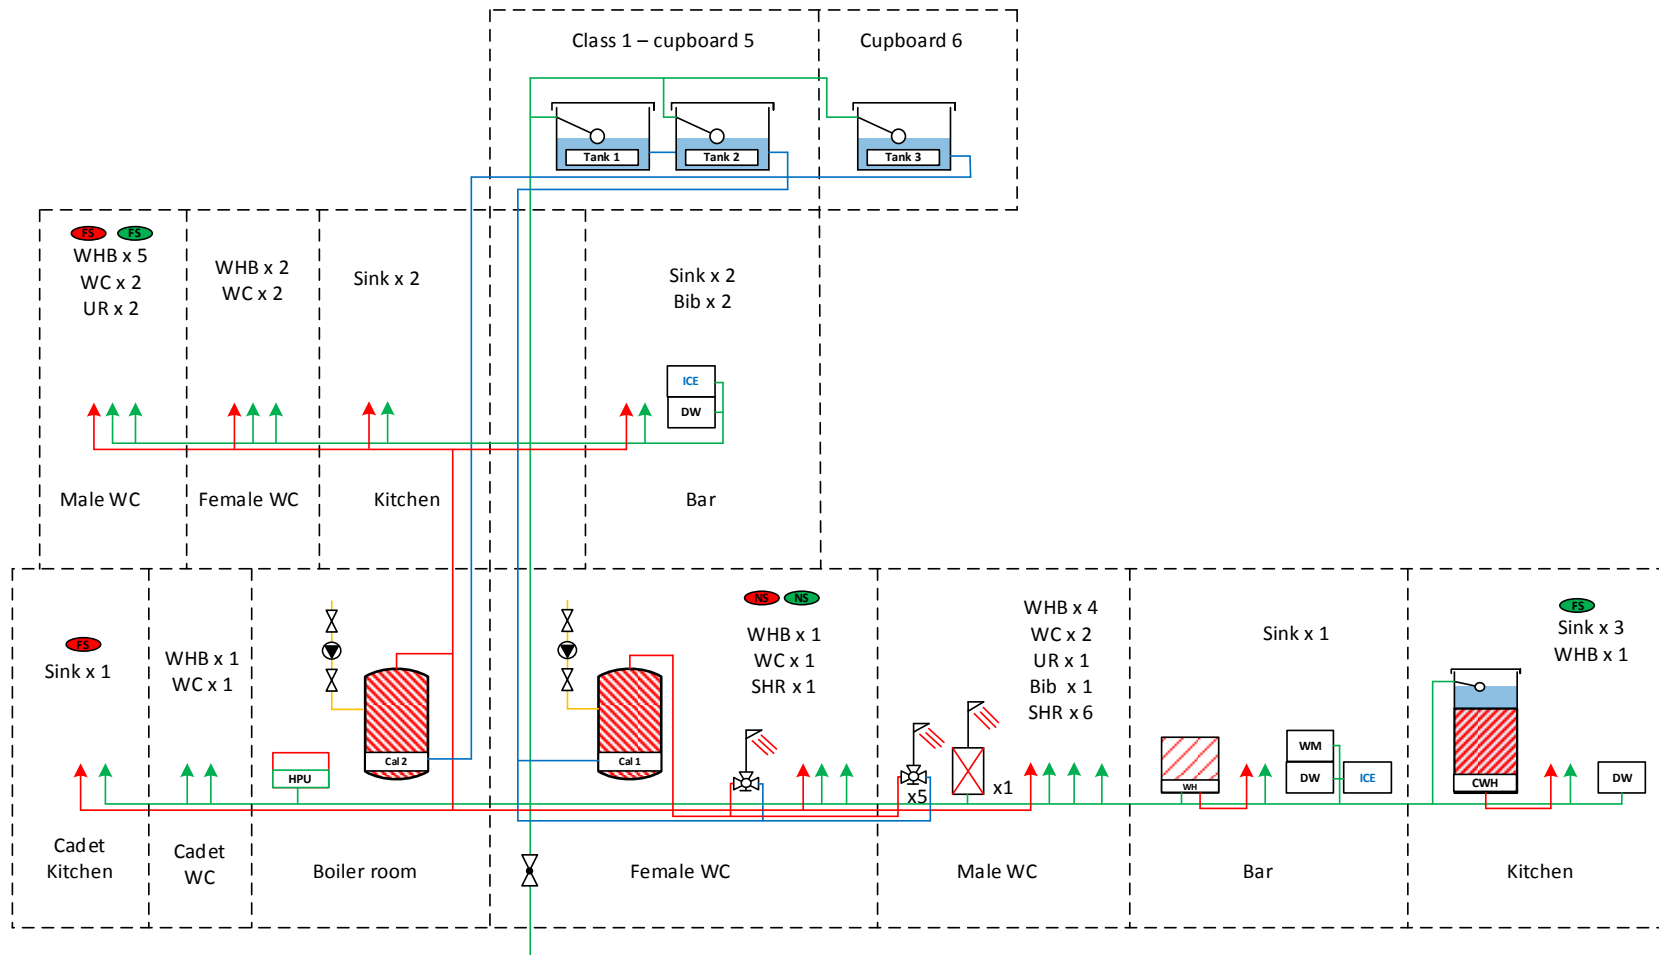 Class 1 – cupboard 5
Cupboard 6
Tank 1
Tank 2
Tank 3
FS
FS
WHB x 5
WC x 2
UR x 2
WHB x 2
WC x 2
Sink x 2
Sink x 2
Bib x 2
ICE
DW
Male WC
Female WC
Kitchen
Bar
FS
Sink x 1
WHB x 1
WC x 1
HPU
Cal 2
Cal 1
NS
NS
WHB x 1
WC x 1
SHR x 1
x5
WHB x 4
WC x 2
UR x 1
Bib x 1
SHR x 6
x1
Sink x 1
WH
WM
DW
ICE
FS
Sink x 3
WHB x 1
CWH
DW
Cadet
Kitchen
Cadet
WC
Boiler room
Female WC
Male WC
Bar
Kitchen